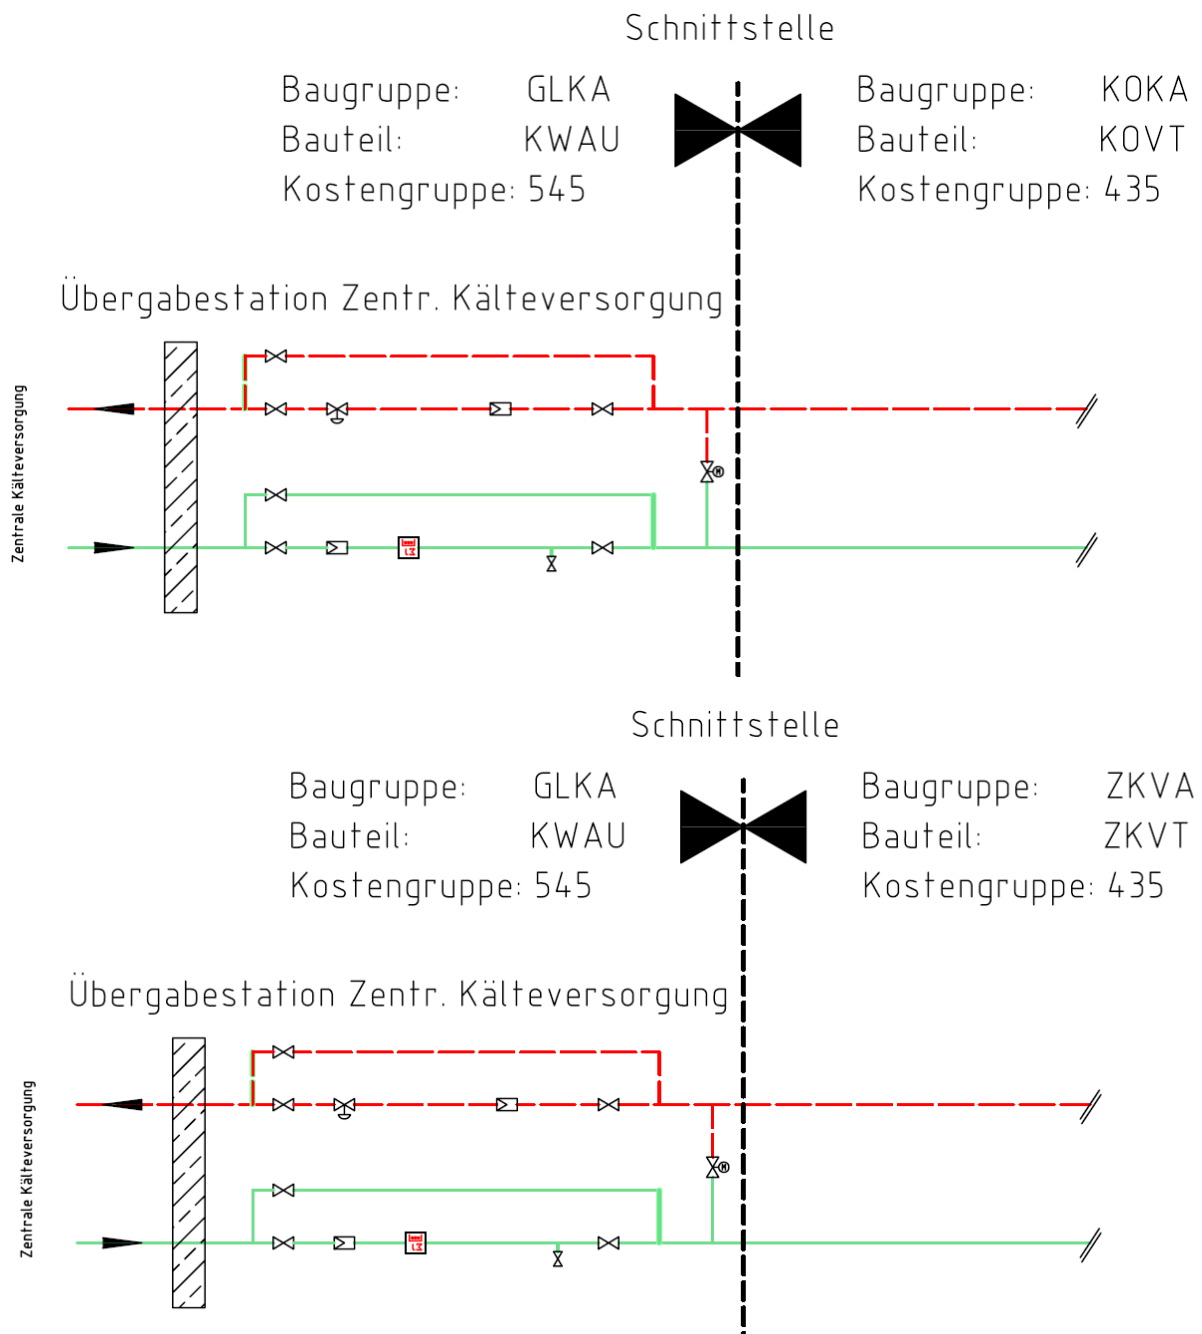 Schnittstelle
Baugruppe: GLKA
Bauteil: KWAU
Kostengruppe: 545
Baugruppe: KOKA
Bauteil: KOVT
Kostengruppe: 435
Übergabestation Zentr. Kälteversorgung
Zentrale Kälteversorgung
M
Schnittstelle
Baugruppe: GLKA
Bauteil: KWAU
Kostengruppe: 545
Baugruppe: ZKVA
Bauteil: ZKVT
Kostengruppe: 435
Übergabestation Zentr. Kälteversorgung
Zentrale Kälteversorgung
M